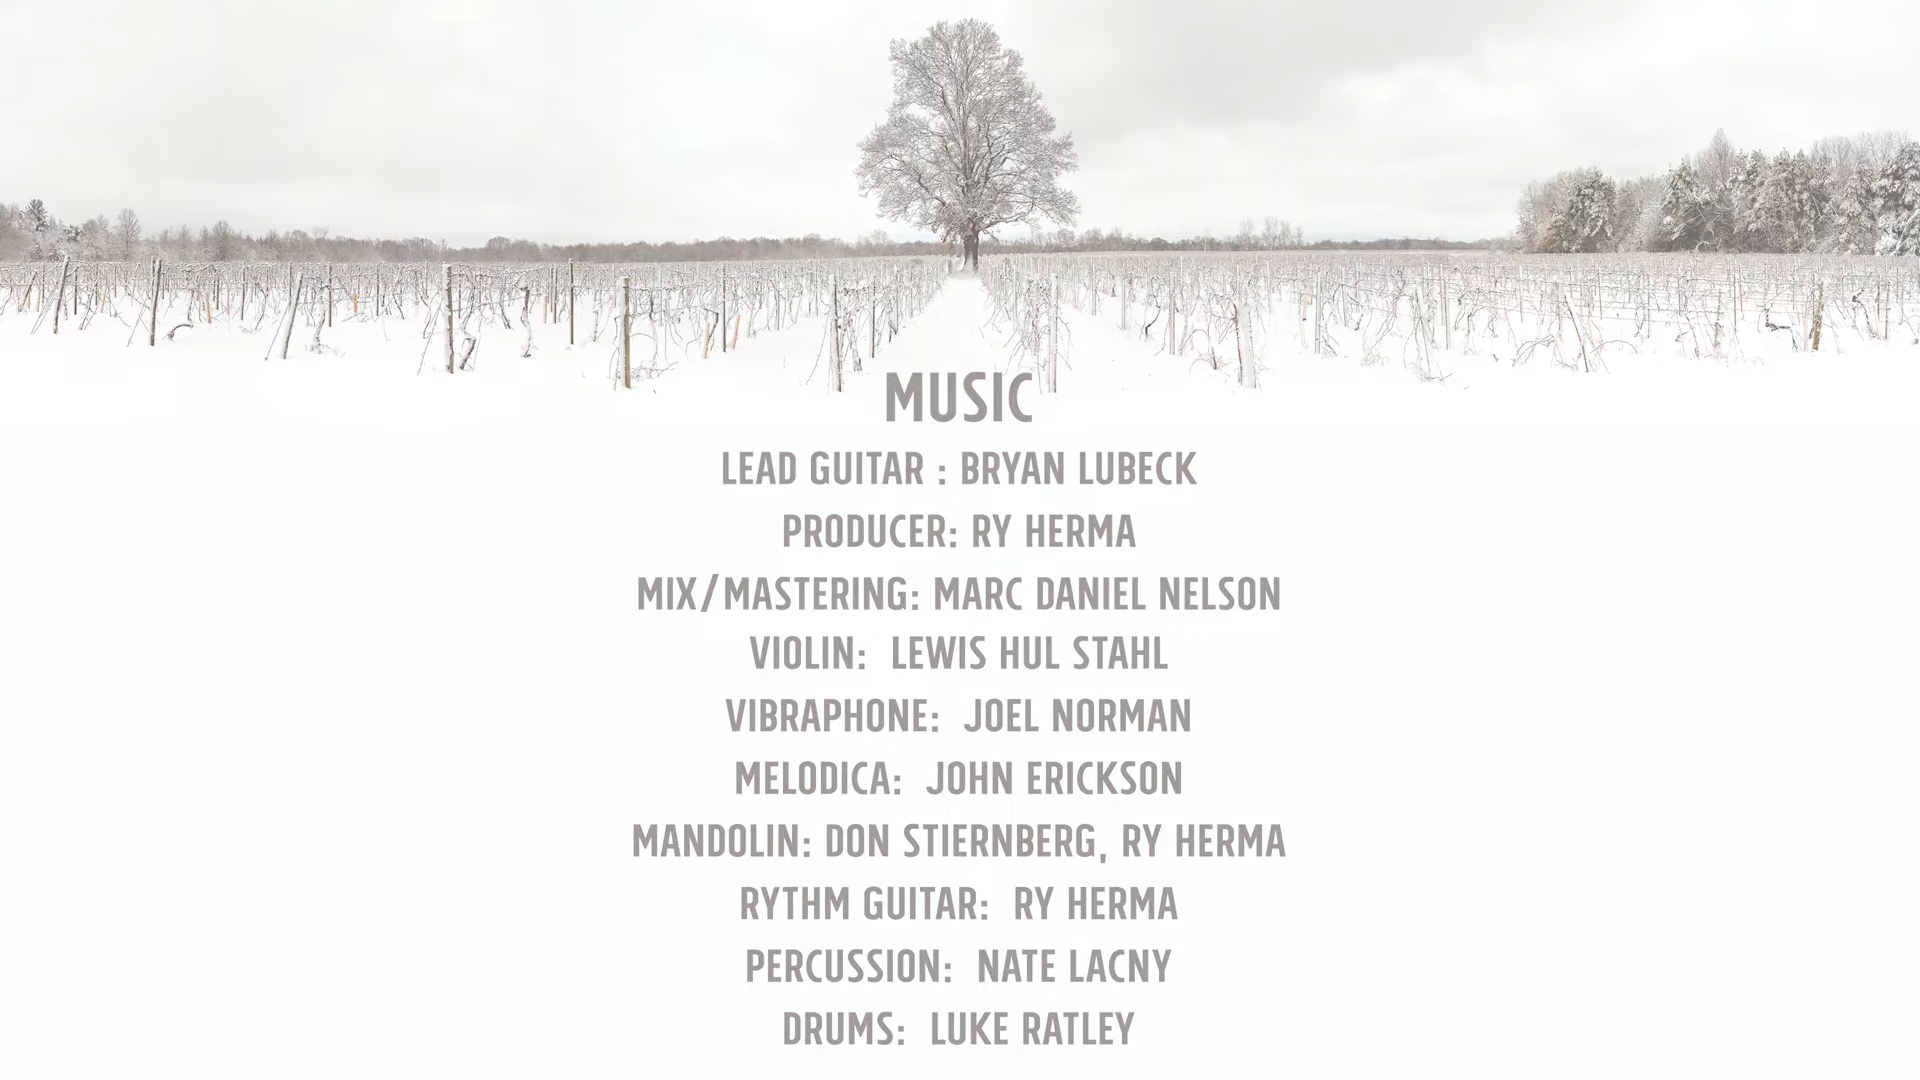 MUSIC
LEAD GUITAR : BRYAN LUBECK
PRODUCER: RY HERMA
MIX/MASTERING: MARC DANIEL NELSON
VIOLIN: LEWIS HUL STAHL
VIBRAPHONE: JOEL NORMAN
MELODICA: JOHN ERICKSON
MANDOLIN: DON STIERNBERG, RY HERMA
RYTHM GUITAR: RY HERMA
PERCUSSION: NATE LACNY
DRUMS: LUKE RATLEY